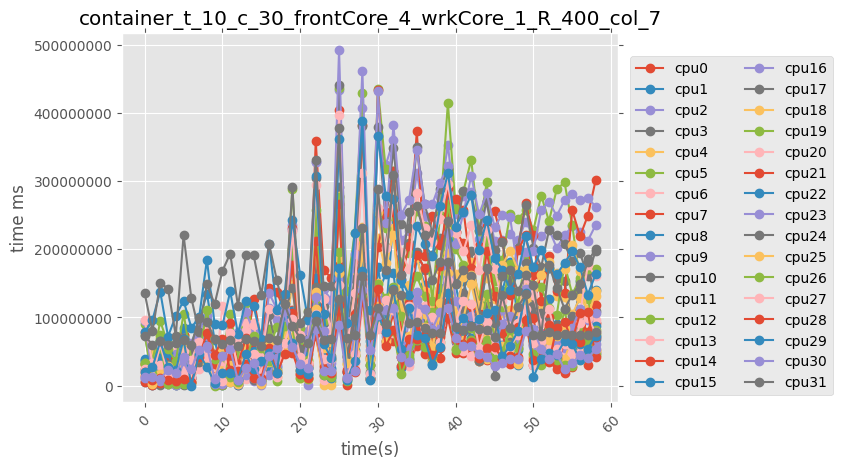 container_t_10_c_30_frontCore_4_wrkCore_1_R_400_col_7
500000000
400000000
300000000
200000000
100000000
0
time ms
0 10 20 30 40 50 60
time(s)
cpu0 cpu16
cpu1 cpu17
cpu2 cpu18
cpu3 cpu19
cpu4 cpu20
cpu5 cpu21
cpu6 cpu22
cpu7 cpu23
cpu8 cpu24
cpu9 cpu25
cpu10 cpu26
cpu11 cpu27
cpu12 cpu28
cpu13 cpu29
cpu14 cpu30
cpu15 cpu31